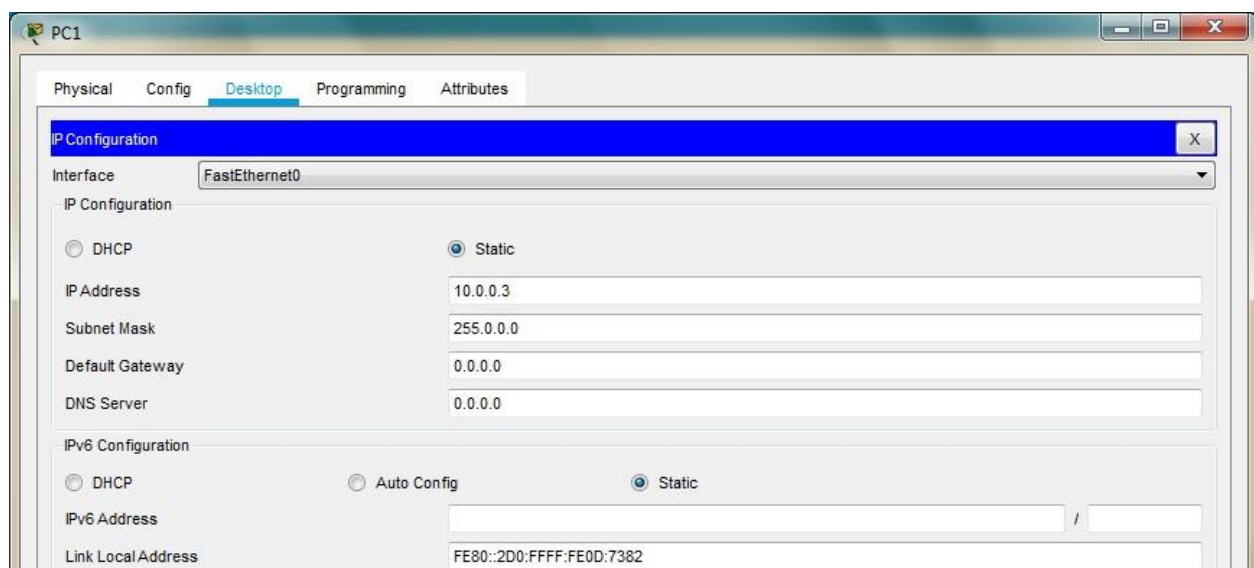 PC1
Physical Config Desktop Programming Attributes
IP Configuration X
Interface FastEthernet0
IP Configuration
DHCP Static
IP Address 10.0.0.3
Subnet Mask 255.0.0.0
Default Gateway 0.0.0.0
DNS Server 0.0.0.0
IPv6 Configuration
DHCP Auto Config Static
IPv6 Address /
Link Local Address FE80::2D0:FFFF:FE0D:7382